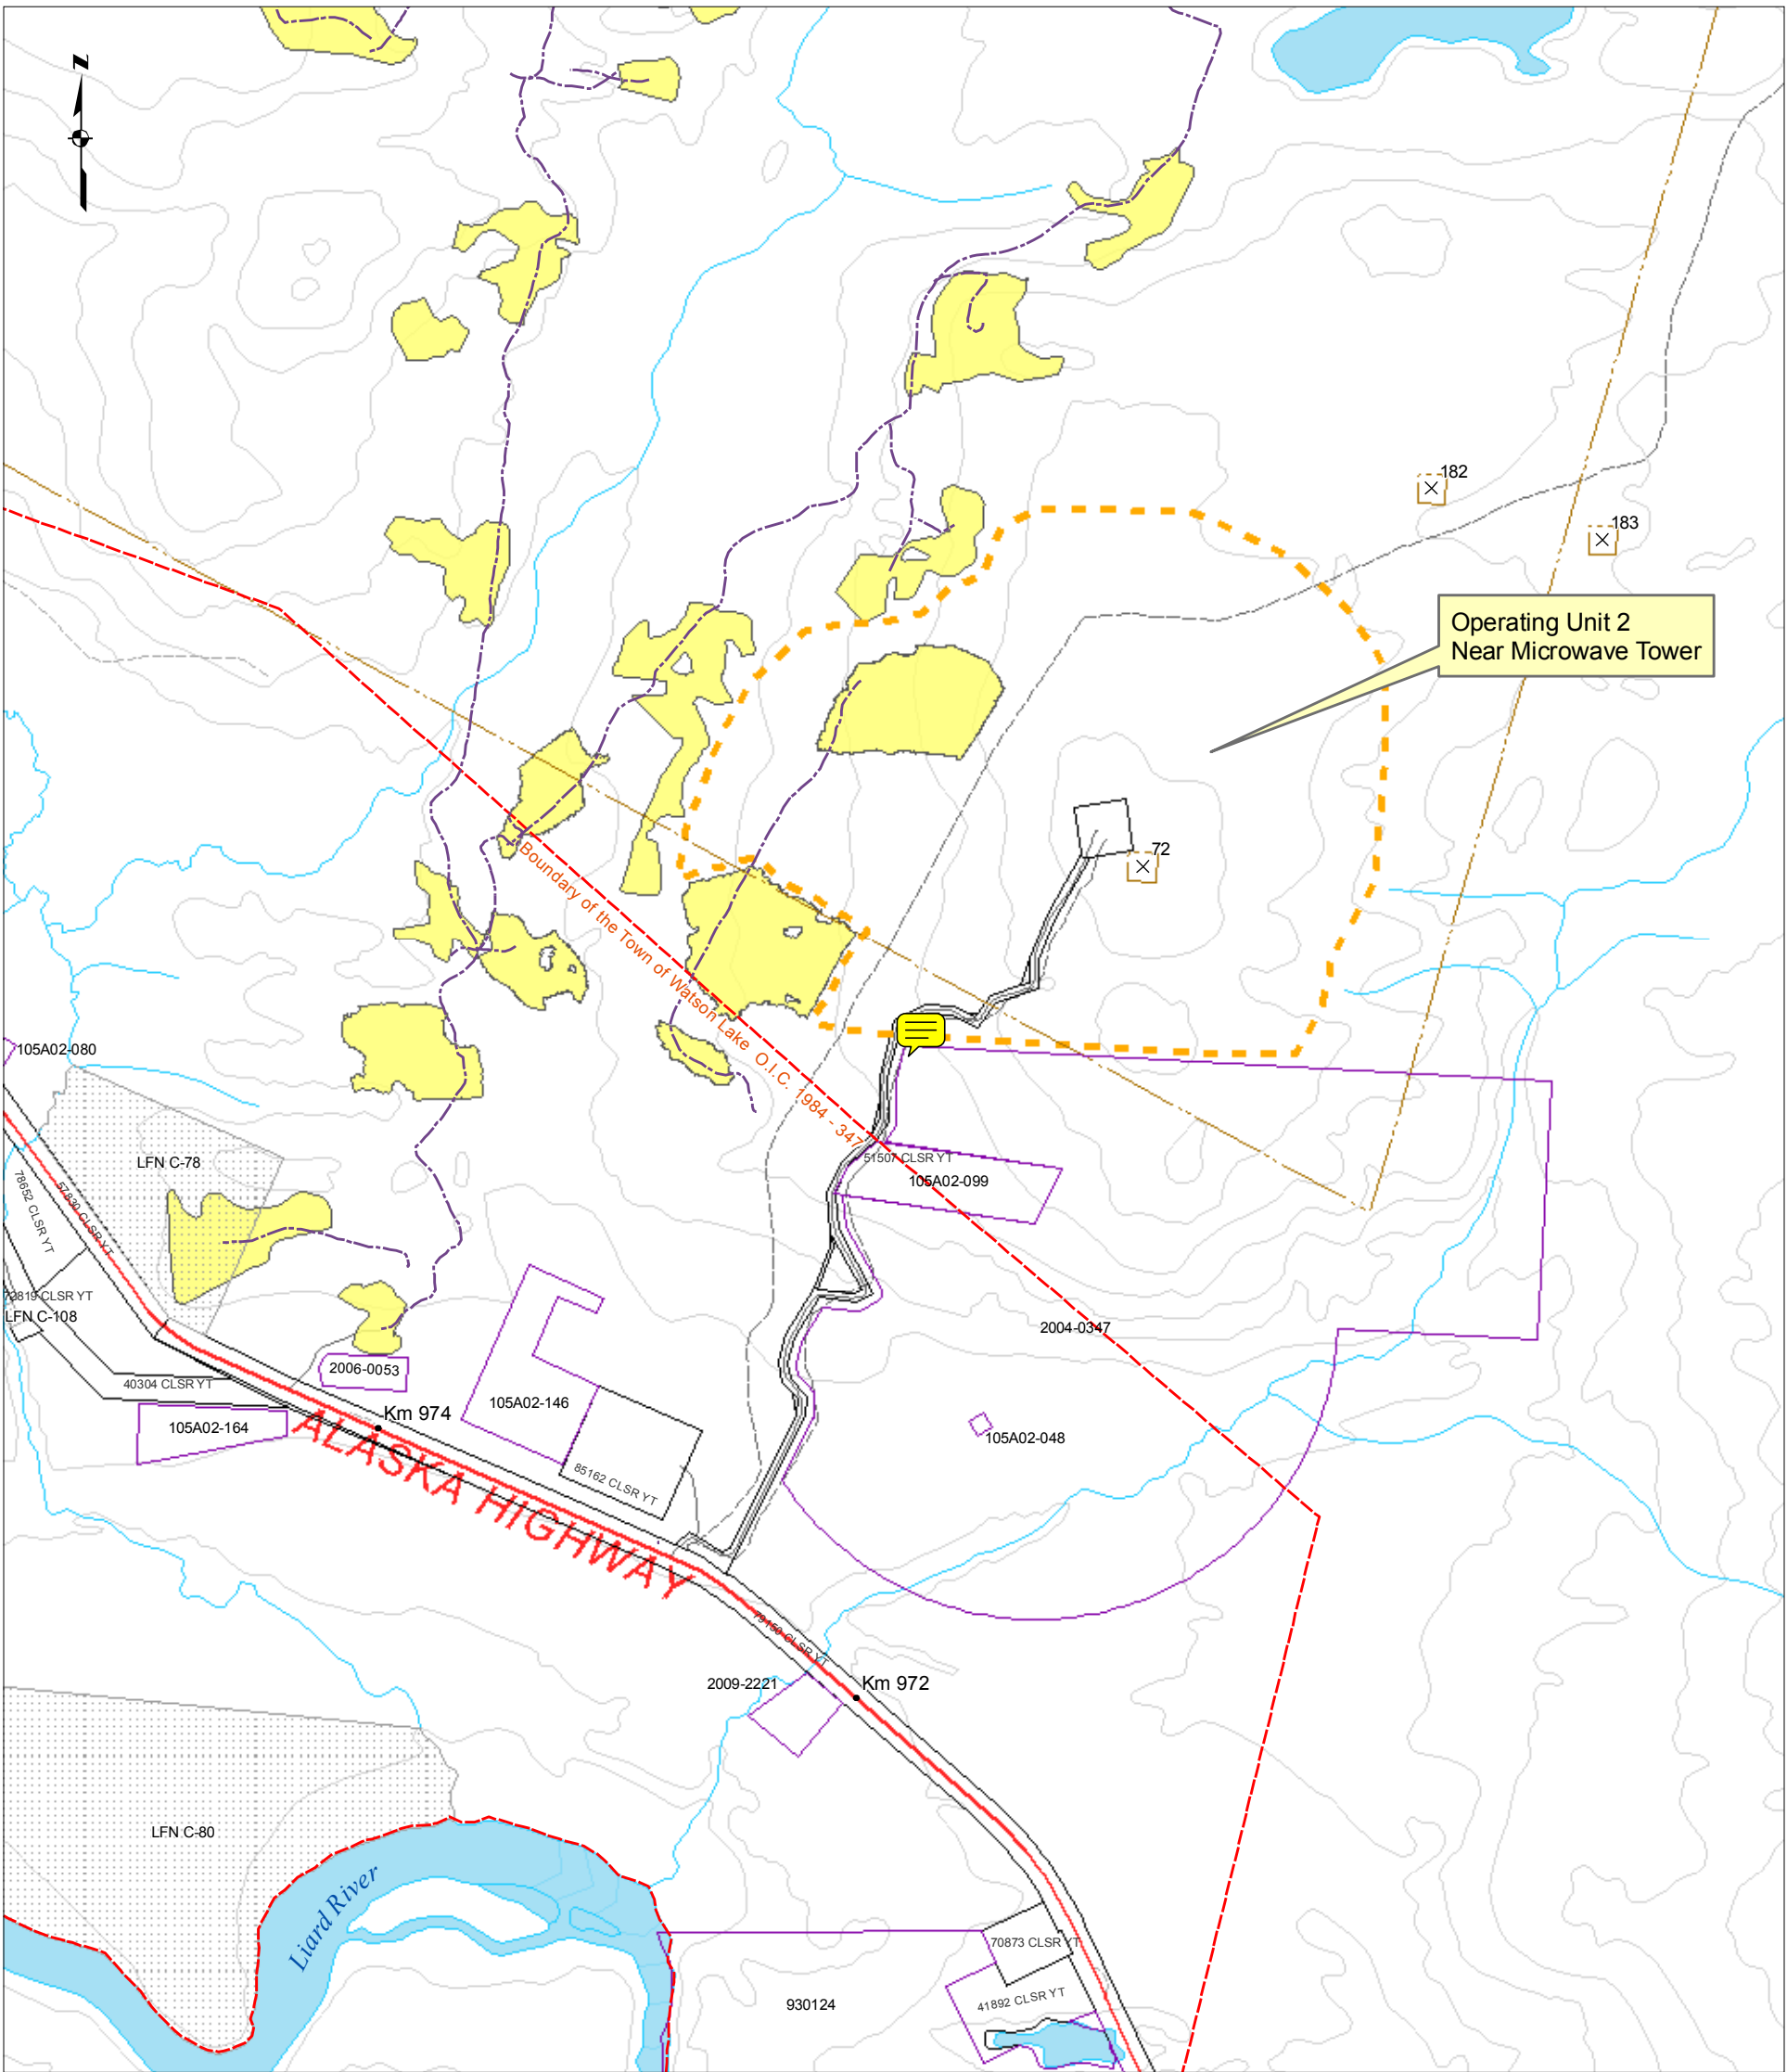 N
182
183
Operating Unit 2
Near Microwave Tower
72
Boundary of the Town of Watson Lake O.I.C. 1984 - 347
105A02-080
LFN C-78
51507 CLSR YT
105A02-099
78652 CLSR YT
57830 CLSR YT
LFN C-108
2004-0347
2006-0053
40304 CLSR YT
105A02-146
Km 974
105A02-164
105A02-048
85162 CLSR YT
ALASKA HIGHWAY
79150 CLSR YT
2009-2221
Km 972
LFN C-80
Liard River
70873 CLSR YT
41892 CLSR YT
930124